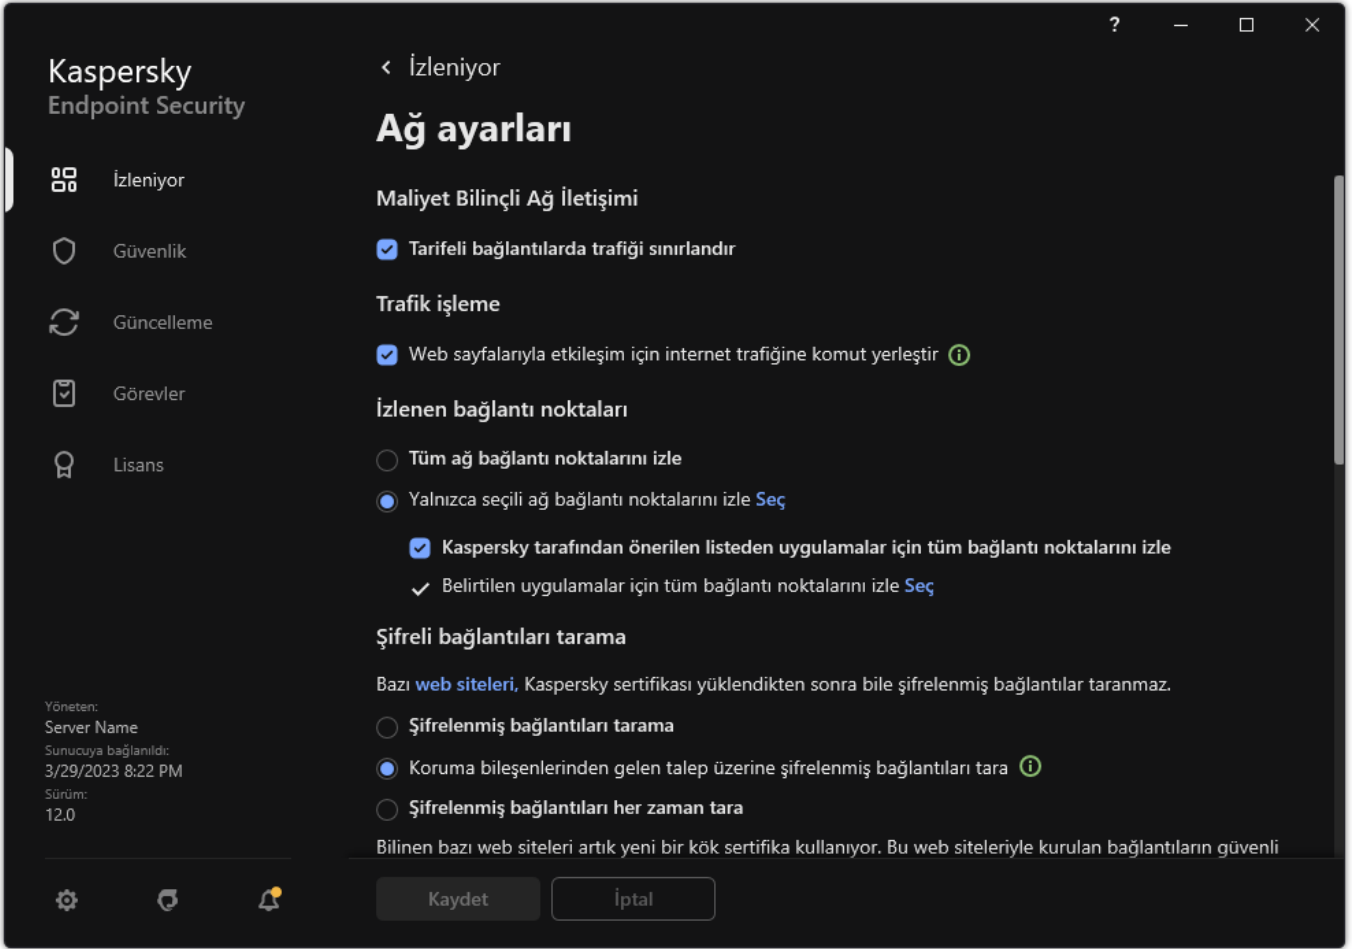 ?
Kaspersky
Endpoint Security
İzleniyor
Güvenlik
Güncelleme
Görevler
Lisans
Yöneten:
Server Name
Sunucuya bağlanıldı:
3/29/2023 8:22 PM
Sürüm:
12.0
İzleniyor
Ağ ayarları
Maliyet Bilinçli Ağ İletişimi
Tarifeli bağlantılarda trafiği sınırlandır
Trafik işleme
Web sayfalarıyla etkileşim için internet trafiğine komut yerleştir
İzlenen bağlantı noktaları
Tüm ağ bağlantı noktalarını izle
Yalnızca seçili ağ bağlantı noktalarını izle Seç
Kaspersky tarafından önerilen listeden uygulamalar için tüm bağlantı noktalarını izle
Belirtilen uygulamalar için tüm bağlantı noktalarını izle Seç
Şifreli bağlantıları tarama
Bazı web siteleri, Kaspersky sertifikası yüklendikten sonra bile şifrelenmiş bağlantılar taranmaz.
Şifrelenmiş bağlantıları tarama
Koruma bileşenlerinden gelen talep üzerine şifrelenmiş bağlantıları tara
Şifrelenmiş bağlantıları her zaman tara
Bilinen bazı web siteleri artık yeni bir kök sertifika kullanıyor. Bu web siteleriyle kurulan bağlantıların güvenli
Kaydet
İptal